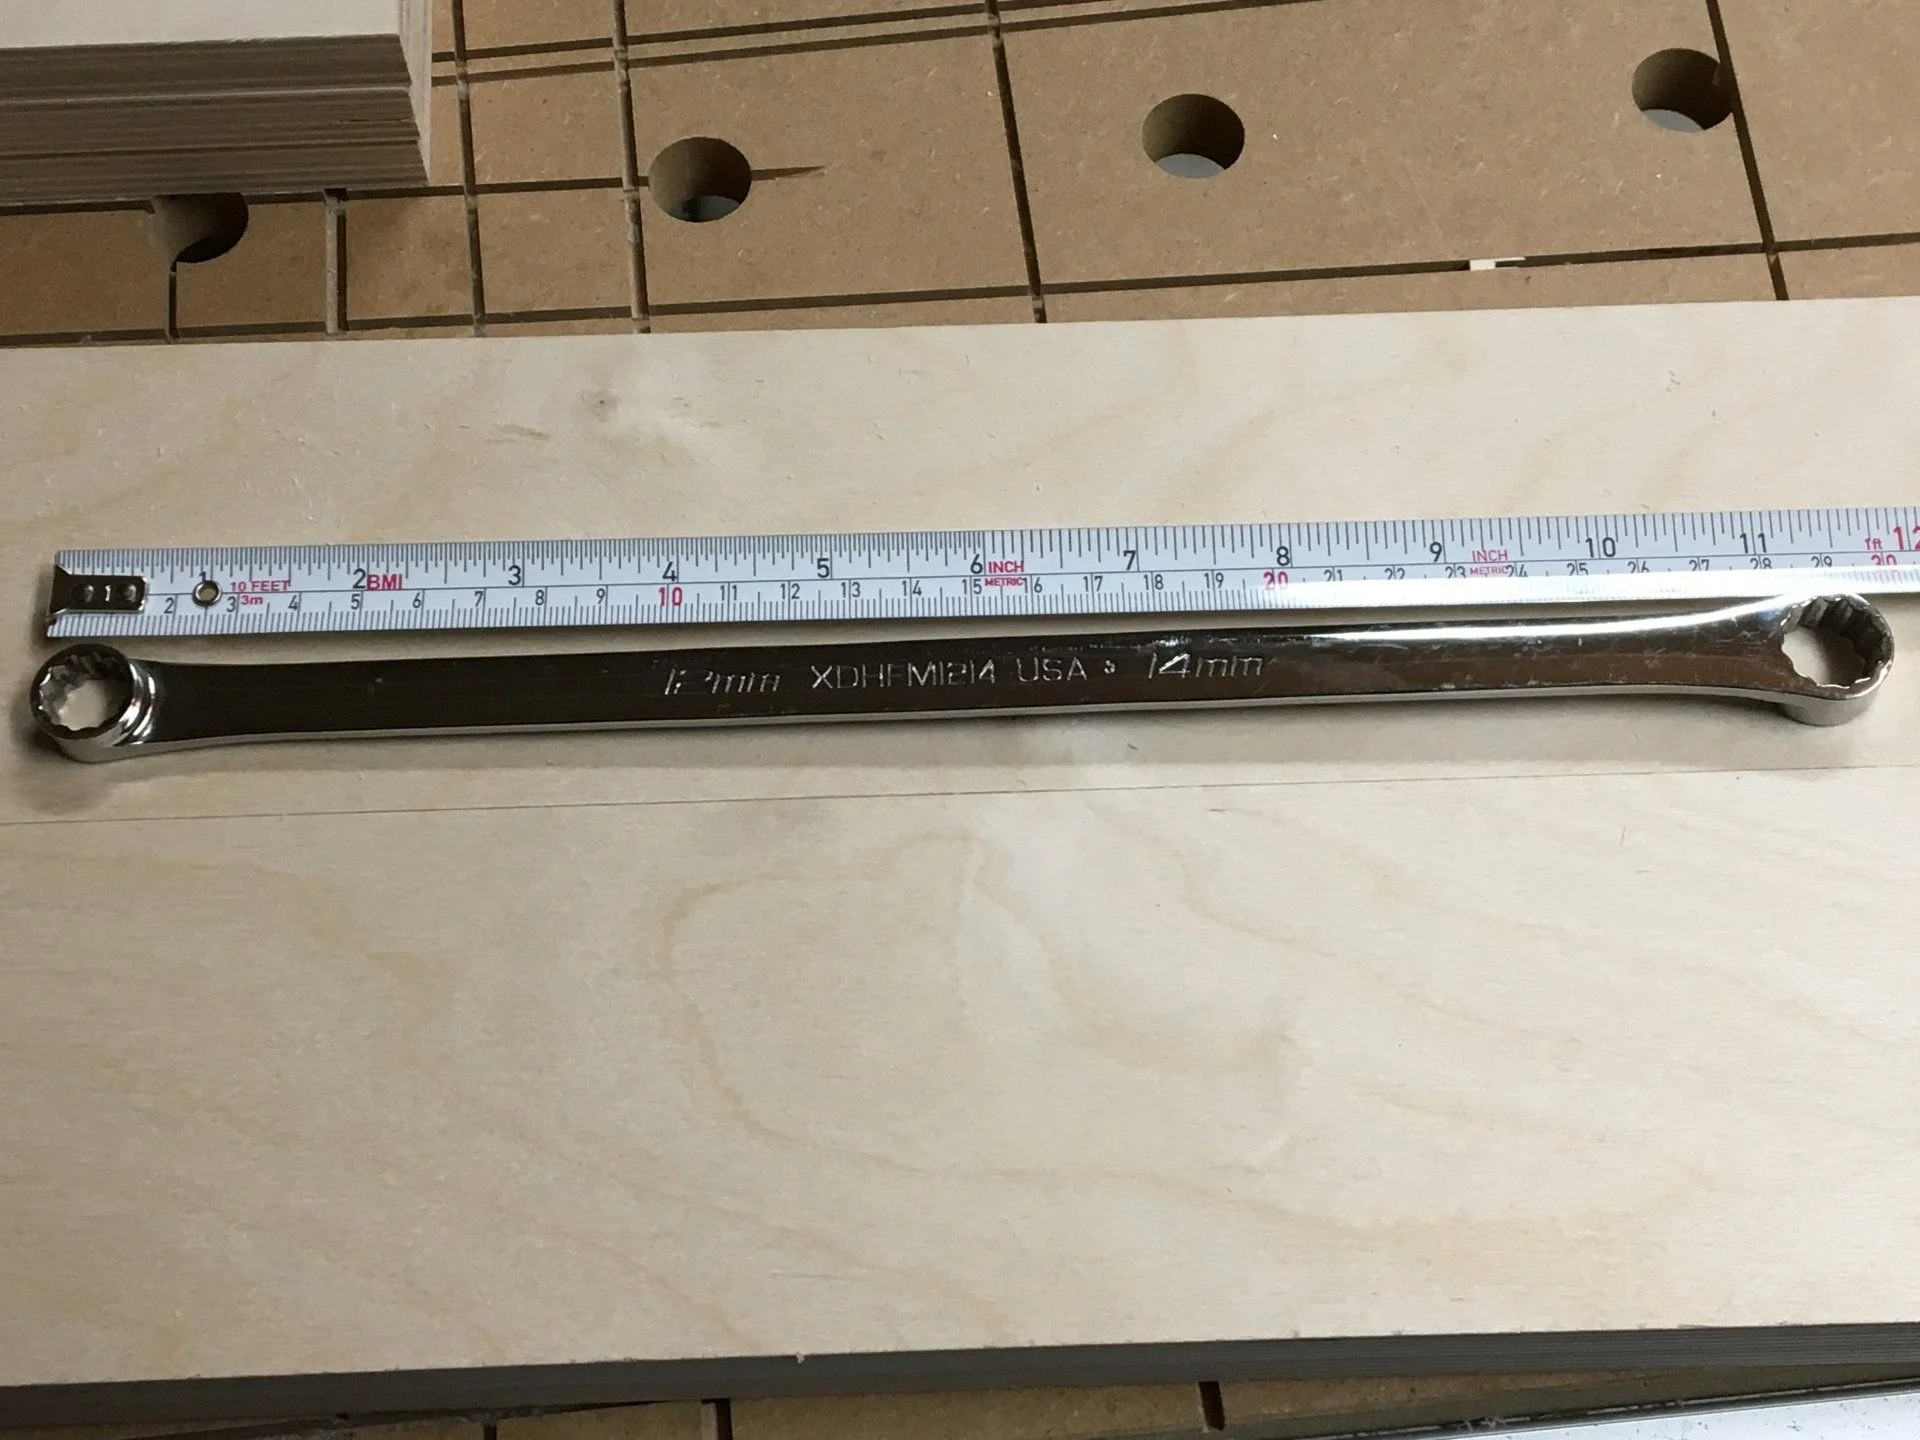 1 2 3 4 5 6 INCH 7 8 9 INCH 10 11 1ft 12
10 FEET BMI METRIC METRIC
1 2 3 3m 4 5 6 7 8 9 10 11 12 13 14 15 16 17 18 19 20 21 22 23 24 25 26 27 28 29 30
12mm XDHFM1214 USA 14mm